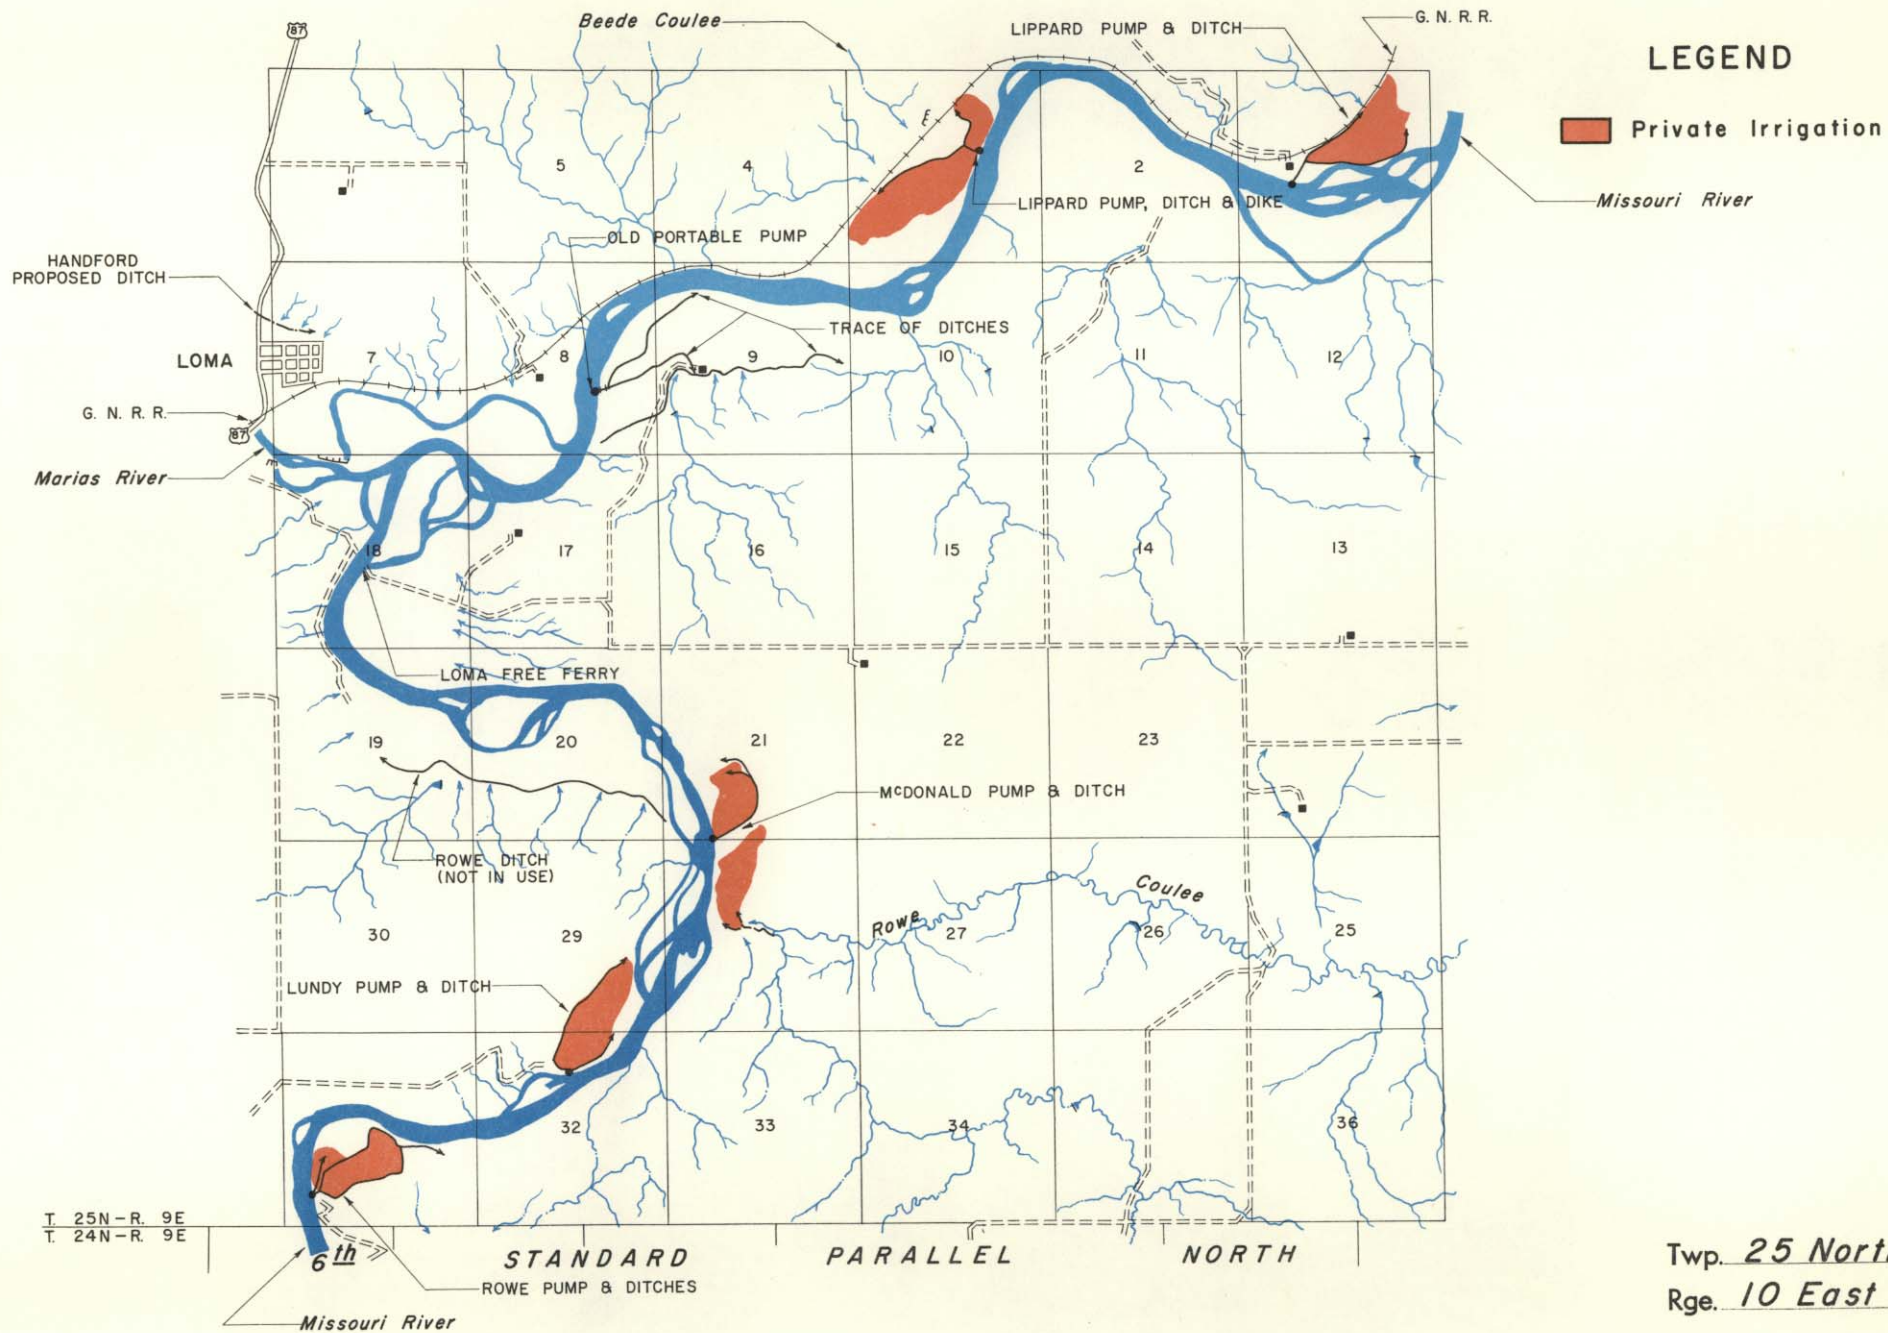 87
Beede Coulee
LIPPARD PUMP & DITCH
G. N. R. R.
LEGEND
Private Irrigation
5
4
2
LIPPARD PUMP, DITCH & DIKE
Missouri River
OLD PORTABLE PUMP
HANDFORD
PROPOSED DITCH
TRACE OF DITCHES
LOMA
7
8
9
10
11
12
G. N. R. R.
87
Marias River
18
17
16
15
14
13
LOMA FREE FERRY
19
20
21
22
23
McDONALD PUMP & DITCH
ROWE DITCH
(NOT IN USE)
Rowe Coulee
30
29
27
26
25
LUNDY PUMP & DITCH
32
33
34
36
T. 25N-R. 9E
T. 24N-R. 9E
6th STANDARD PARALLEL NORTH
ROWE PUMP & DITCHES
Missouri River
Twp. 25 North
Rge. 10 East